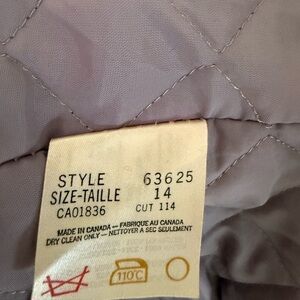 STYLE 63625
SIZE-TAILLE 14
CA01836 CUT 114
MADE IN CANADA — FABRIQUE AU CANADA
DRY CLEAN ONLY — NETTOYER A SEC SEULEMENT
110°C